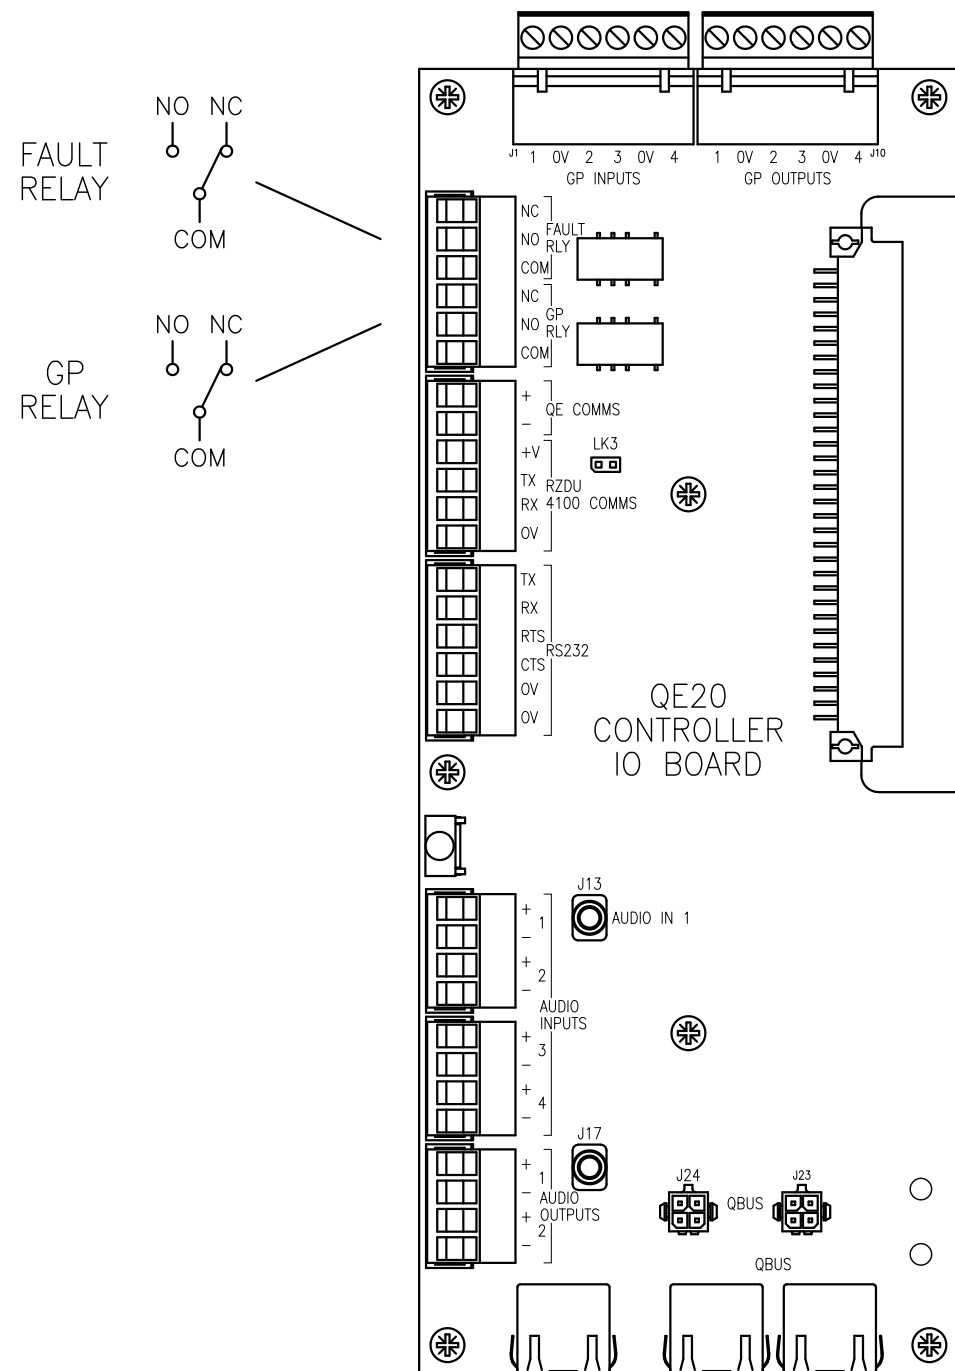 NO NC
FAULT
RELAY
COM
NO NC
GP
RELAY
COM
J1 1 0V 2 3 0V 4
GP INPUTS
1 0V 2 3 0V 4 J10
GP OUTPUTS
NC
NO
COM
FAULT
RLY
NC
NO
COM
GP
RLY
+
-
QE COMMS
+V
TX
RX
0V
RZDU
4100 COMMS
LK3
TX
RX
RTS
CTS
0V
0V
RS232
QE20
CONTROLLER
IO BOARD
J13
AUDIO IN 1
+
1
-
+
2
-
AUDIO
INPUTS
+
3
-
+
4
-
J17
+
1
-
AUDIO
OUTPUTS
+
2
-
J24
QBUS
J23
QBUS